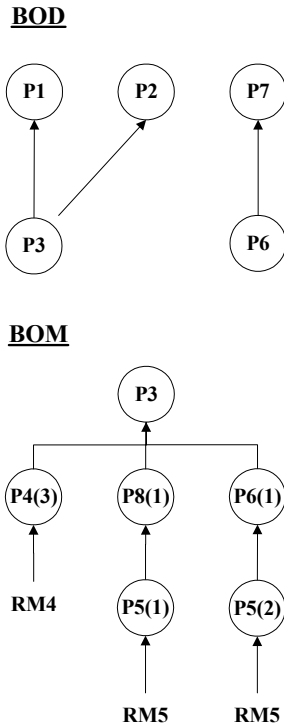 BOD
P1 P2 P7
P3 P6
BOM
P3
P4(3) P8(1) P6(1)
RM4 P5(1) P5(2)
RM5 RM5